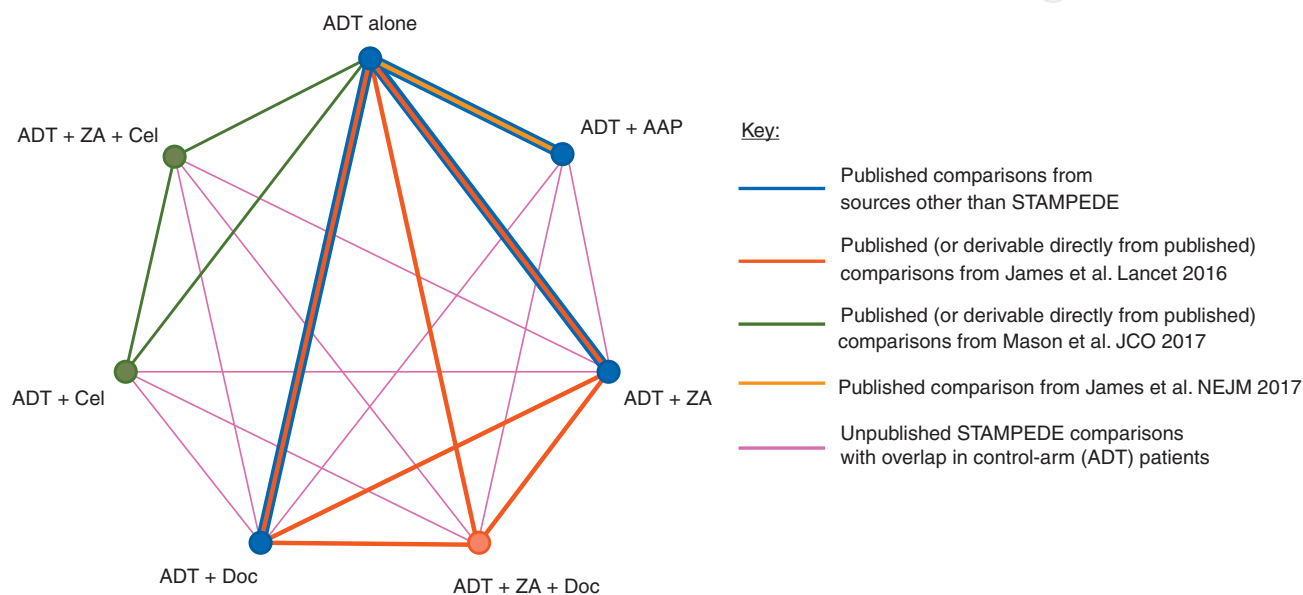 ADT alone
ADT + ZA + Cel
ADT + AAP
ADT + Cel
ADT + ZA
ADT + Doc
ADT + ZA + Doc
Key:
Published comparisons from
sources other than STAMPEDE
Published (or derivable directly from published)
comparisons from James et al. Lancet 2016
Published (or derivable directly from published)
comparisons from Mason et al. JCO 2017
Published comparison from James et al. NEJM 2017
Unpublished STAMPEDE comparisons
with overlap in control-arm (ADT) patients